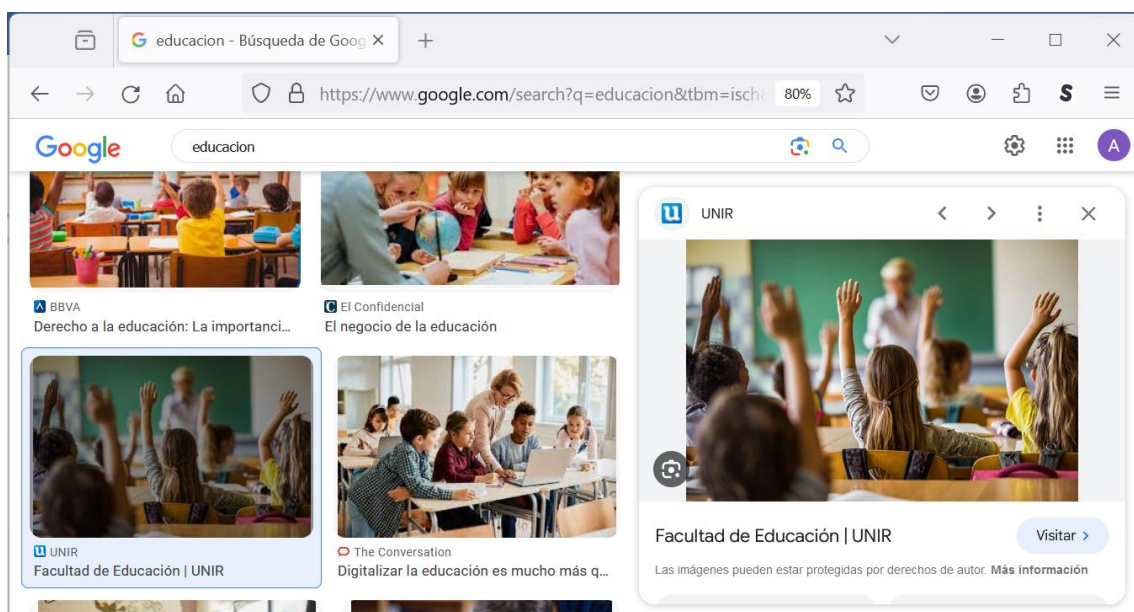 educacion - Búsqueda de Goog
https://www.google.com/search?q=educacion&tbm=isch&
80%
S
Google
educacion
A
BBVA
Derecho a la educación: La importanci...
El Confidencial
El negocio de la educación
UNIR
Facultad de Educación | UNIR
The Conversation
Digitalizar la educación es mucho más q...
UNIR
Facultad de Educación | UNIR
Visitar >
Las imágenes pueden estar protegidas por derechos de autor. Más información